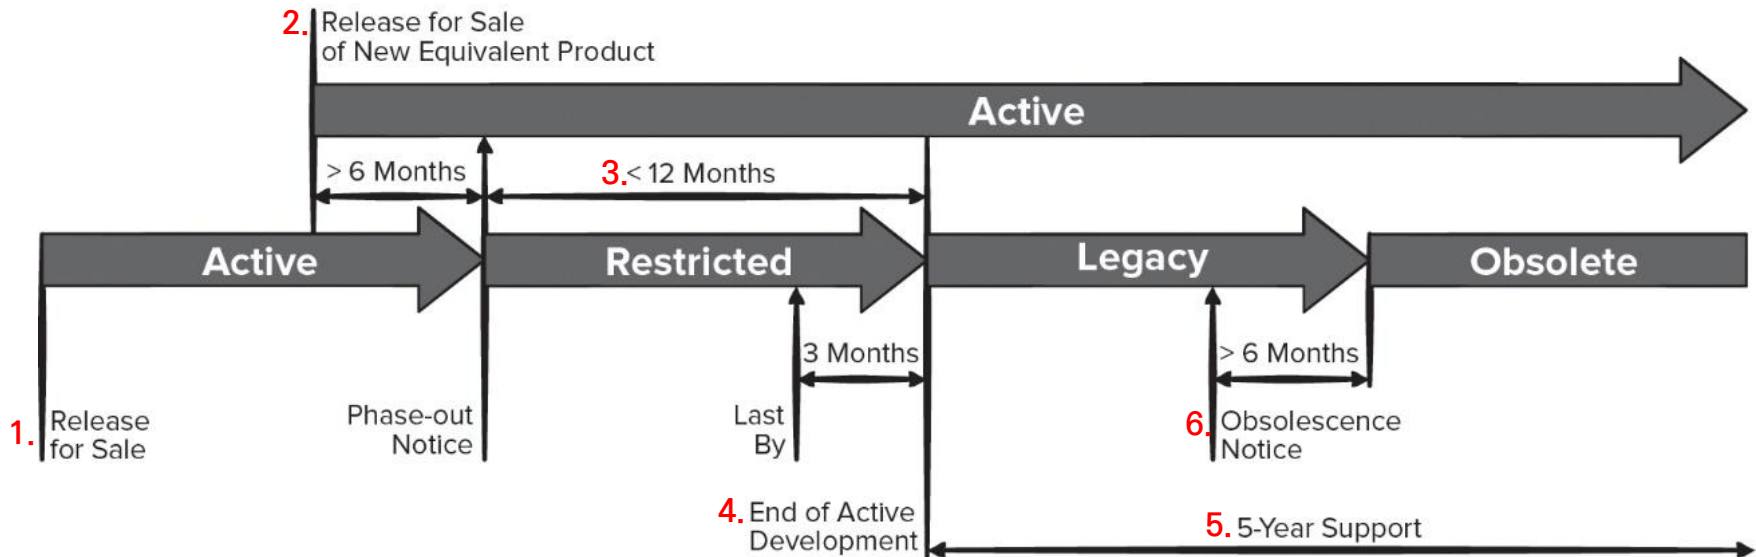 2. Release for Sale
of New Equivalent Product
Active
> 6 Months
3. < 12 Months
Active
Restricted
Legacy
Obsolete
3 Months
> 6 Months
1. Release
for Sale
Phase-out
Notice
Last
By
6. Obsolescence
Notice
4. End of Active
Development
5. 5-Year Support